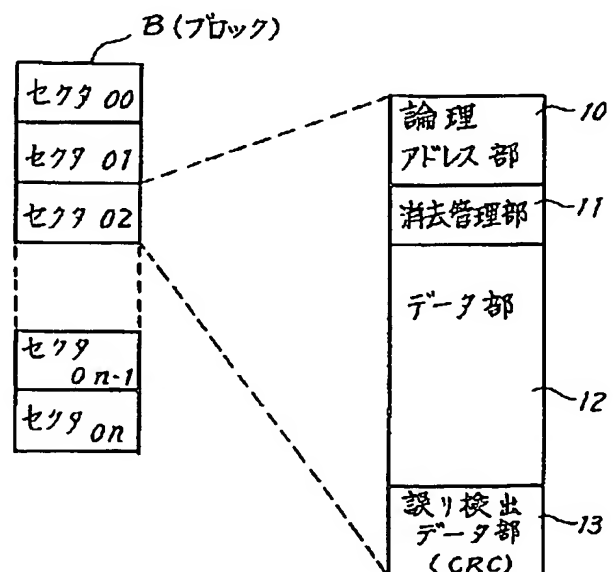 B(ブロック)
セクタ 00
セクタ 01
セクタ 02
セクタ
0n-1
セクタ 0n
論理
アドレス部
10
消去管理部
11
データ部
12
誤り検出
データ部
(CRC)
13